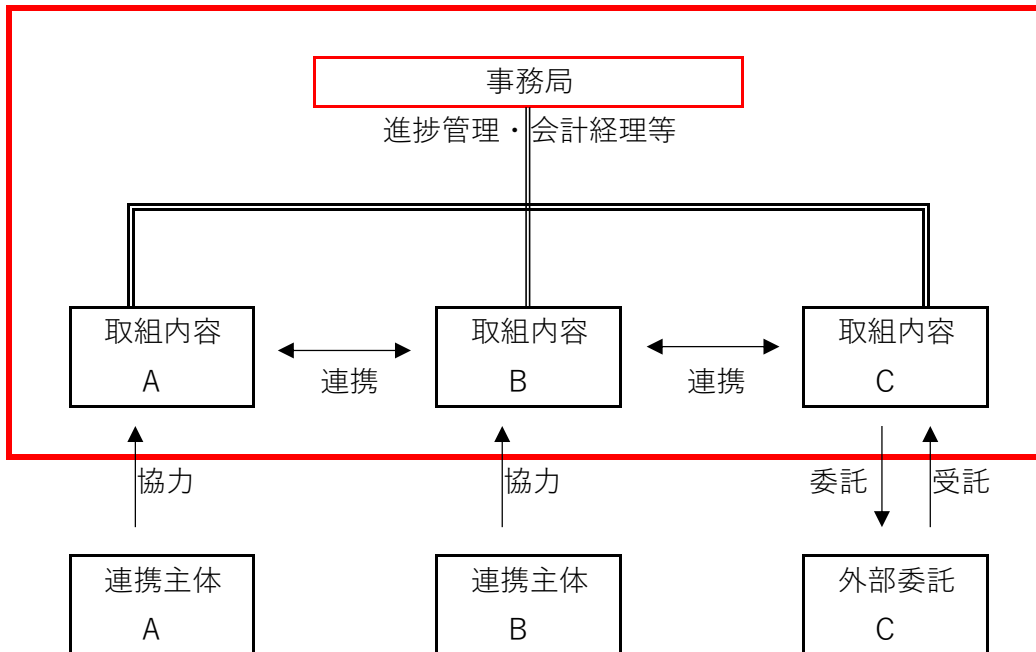 事務局
進捗管理・会計経理等
取組内容
A
取組内容
B
取組内容
C
連携
連携
協力
協力
委託
受託
連携主体
A
連携主体
B
外部委託
C